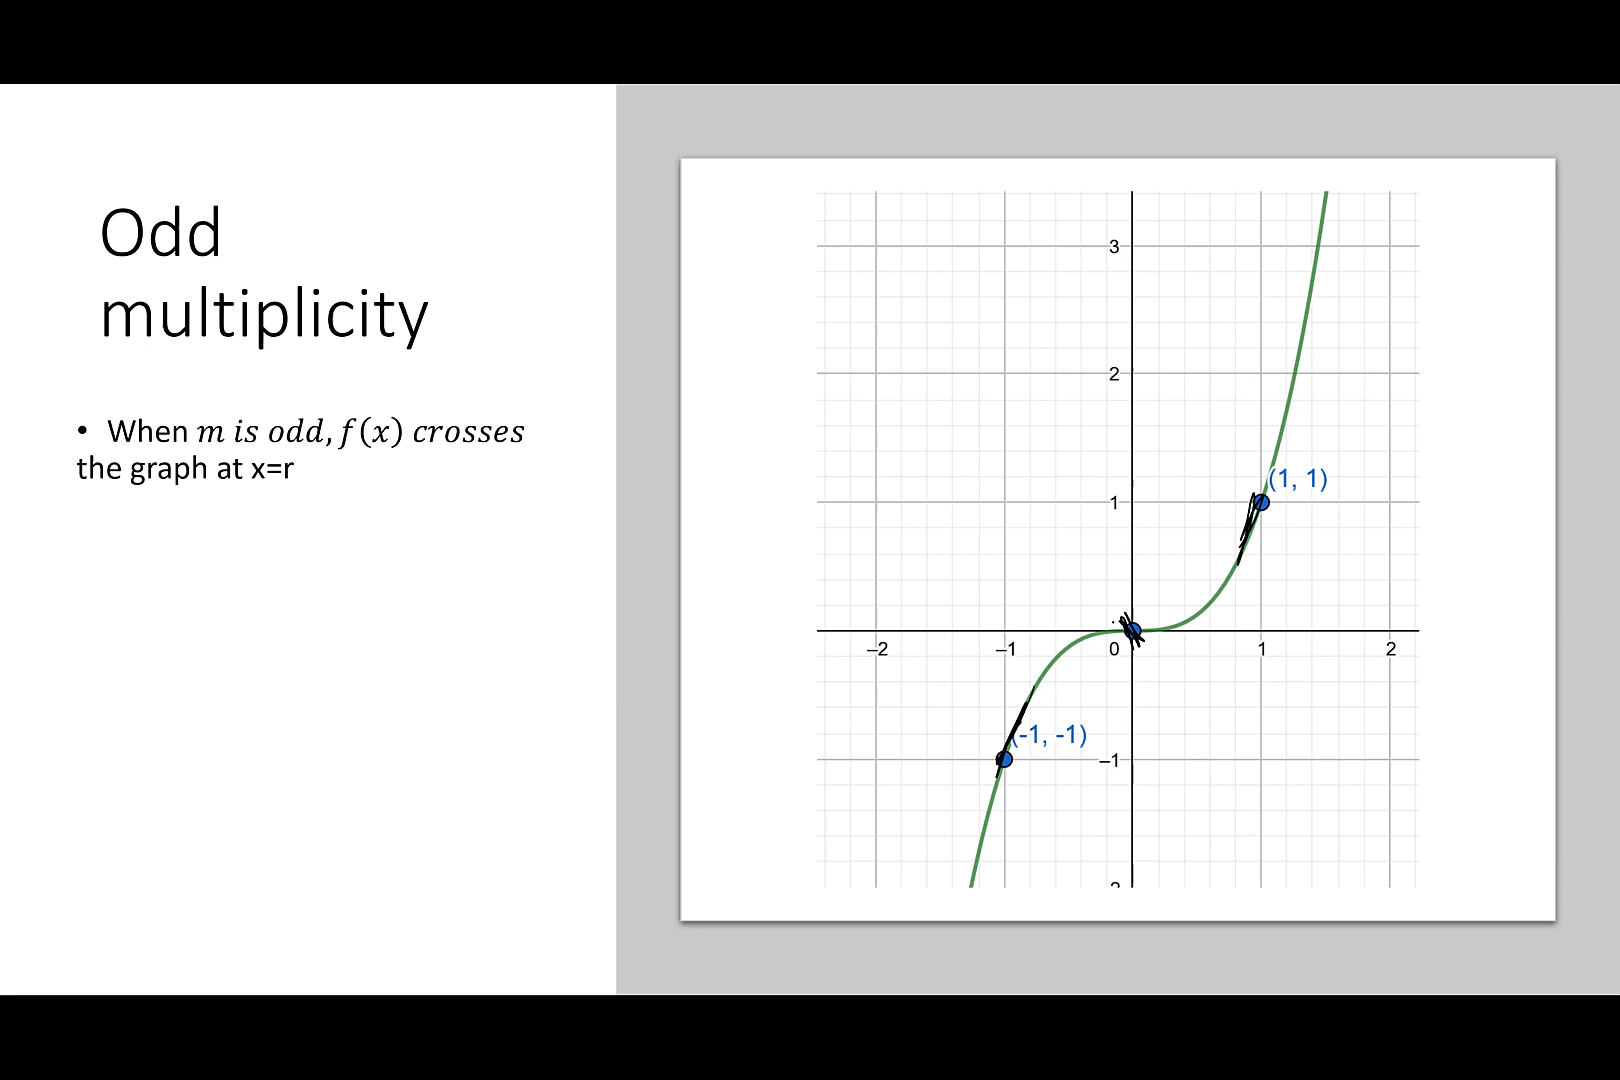 Odd
multiplicity
• When m is odd, f(x) crosses
the graph at x=r
3
2
(1, 1)
1
–2 –1 0 1 2
(-1, -1)
–1